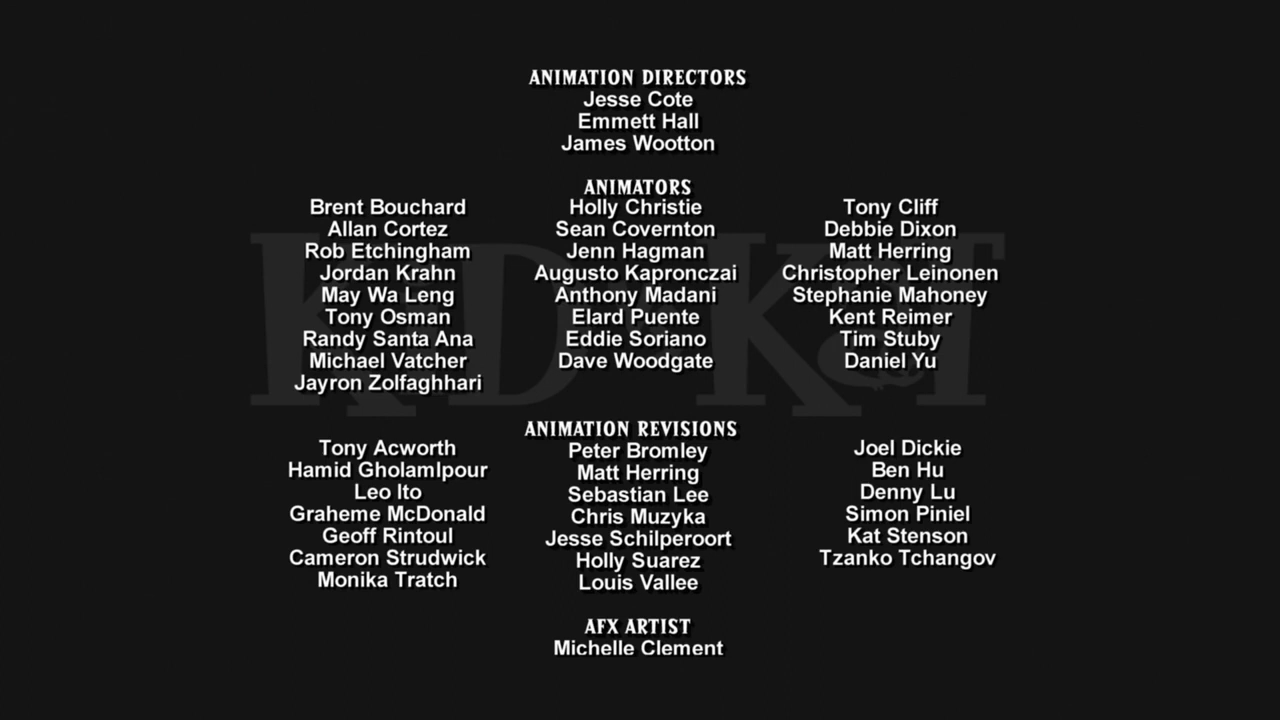 KID vs KAT
ANIMATION DIRECTORS
Jesse Cote
Emmett Hall
James Wootton
ANIMATORS
Brent Bouchard Holly Christie Tony Cliff
Allan Cortez Sean Covernton Debbie Dixon
Rob Etchingham Jenn Hagman Matt Herring
Jordan Krahn Augusto Kapronczai Christopher Leinonen
May Wa Leng Anthony Madani Stephanie Mahoney
Tony Osman Elard Puente Kent Reimer
Randy Santa Ana Eddie Soriano Tim Stuby
Michael Vatcher Dave Woodgate Daniel Yu
Jayron Zolfaghhari
ANIMATION REVISIONS
Tony Acworth Peter Bromley Joel Dickie
Hamid Gholamlpour Matt Herring Ben Hu
Leo Ito Sebastian Lee Denny Lu
Graheme McDonald Chris Muzyka Simon Piniel
Geoff Rintoul Jesse Schilperoort Kat Stenson
Cameron Strudwick Holly Suarez Tzanko Tchangov
Monika Tratch Louis Vallee
AFX ARTIST
Michelle Clement